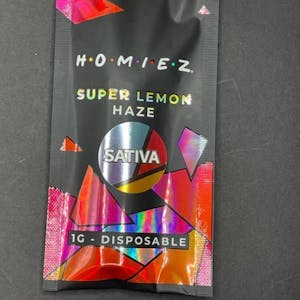 H·O·M·I·E·Z.
SUPER LEMON
HAZE
SATIVA
1G - DISPOSABLE